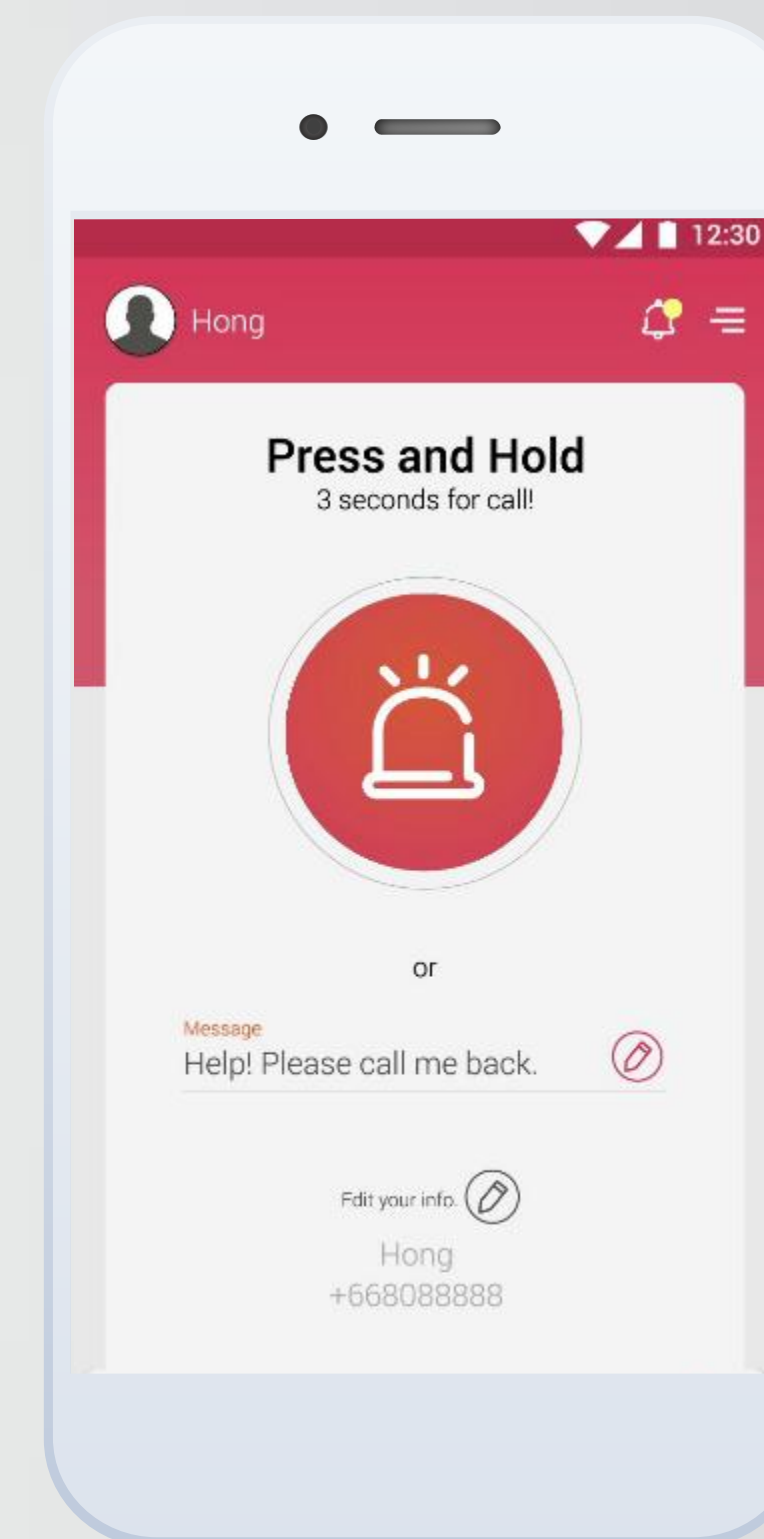 12:30
Hong
Press and Hold
3 seconds for call!
or
Message
Help! Please call me back.
Edit your info.
Hong
+668088888